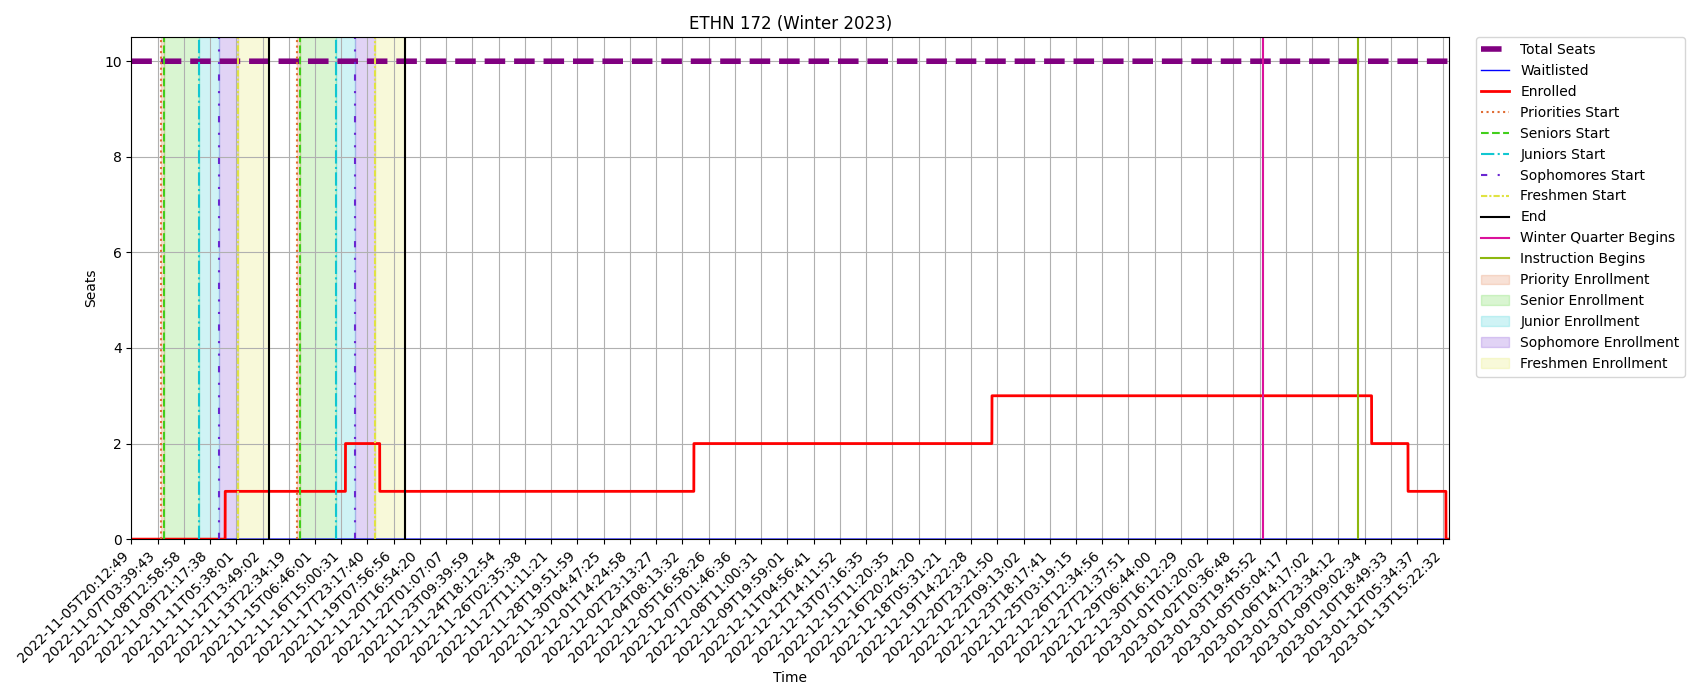 ETHN 172 (Winter 2023)
Seats
10
8
6
4
2
0
2022-11-05T20:12:49
2022-11-07T03:39:43
2022-11-08T12:58:58
2022-11-09T21:17:38
2022-11-11T05:38:01
2022-11-12T13:49:02
2022-11-13T22:34:19
2022-11-15T06:46:01
2022-11-16T15:00:31
2022-11-17T23:17:40
2022-11-19T07:56:56
2022-11-20T16:54:20
2022-11-22T01:07:07
2022-11-23T09:39:59
2022-11-24T18:12:54
2022-11-26T02:35:38
2022-11-27T11:11:21
2022-11-28T19:51:59
2022-11-30T04:47:25
2022-12-01T14:24:58
2022-12-02T23:13:27
2022-12-04T08:13:32
2022-12-05T16:58:26
2022-12-07T01:46:36
2022-12-08T11:00:31
2022-12-09T19:59:01
2022-12-11T04:56:41
2022-12-12T14:11:52
2022-12-13T07:16:35
2022-12-15T11:20:35
2022-12-16T20:24:20
2022-12-18T05:31:21
2022-12-19T14:22:28
2022-12-20T23:21:50
2022-12-22T09:13:02
2022-12-23T18:17:41
2022-12-25T03:19:15
2022-12-26T12:34:56
2022-12-27T21:37:51
2022-12-29T06:44:00
2022-12-30T16:12:29
2023-01-01T01:20:02
2023-01-02T10:36:48
2023-01-03T19:45:52
2023-01-05T05:04:17
2023-01-06T14:17:02
2023-01-07T23:34:12
2023-01-09T09:02:34
2023-01-10T18:49:33
2023-01-12T05:34:37
2023-01-13T15:22:32
Time
Total Seats
Waitlisted
Enrolled
Priorities Start
Seniors Start
Juniors Start
Sophomores Start
Freshmen Start
End
Winter Quarter Begins
Instruction Begins
Priority Enrollment
Senior Enrollment
Junior Enrollment
Sophomore Enrollment
Freshmen Enrollment